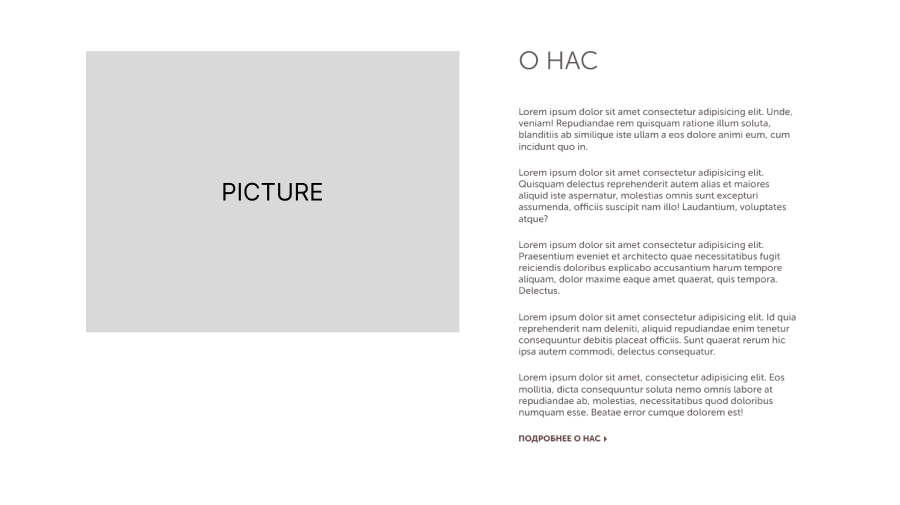 PICTURE
О НАС
Lorem ipsum dolor sit amet consectetur adipisicing elit. Unde,
veniam! Repudiandae rem quisquam ratione illum soluta,
blanditiis ab similique iste ullam a eos dolore animi eum, cum
incidunt quo in.
Lorem ipsum dolor sit amet consectetur adipisicing elit.
Quisquam delectus reprehenderit autem alias et maiores
aliquid iste aspernatur, molestias omnis sunt excepturi
assumenda, officiis suscipit nam illo! Laudantium, voluptates
atque?
Lorem ipsum dolor sit amet consectetur adipisicing elit.
Praesentium eveniet et architecto quae necessitatibus fugit
reiciendis doloribus explicabo accusantium harum tempore
aliquam, dolor maxime eaque amet quaerat, quis tempora.
Delectus.
Lorem ipsum dolor sit amet consectetur adipisicing elit. Id quia
reprehenderit nam deleniti, aliquid repudiandae enim tenetur
consequuntur debitis placeat officiis. Sunt quaerat rerum hic
ipsa autem commodi, delectus consequatur.
Lorem ipsum dolor sit amet, consectetur adipisicing elit. Eos
mollitia, dicta consequuntur soluta nemo omnis labore at
repudiandae ab, molestias, necessitatibus quod doloribus
numquam esse. Beatae error cumque dolorem est!
ПОДРОБНЕЕ О НАС